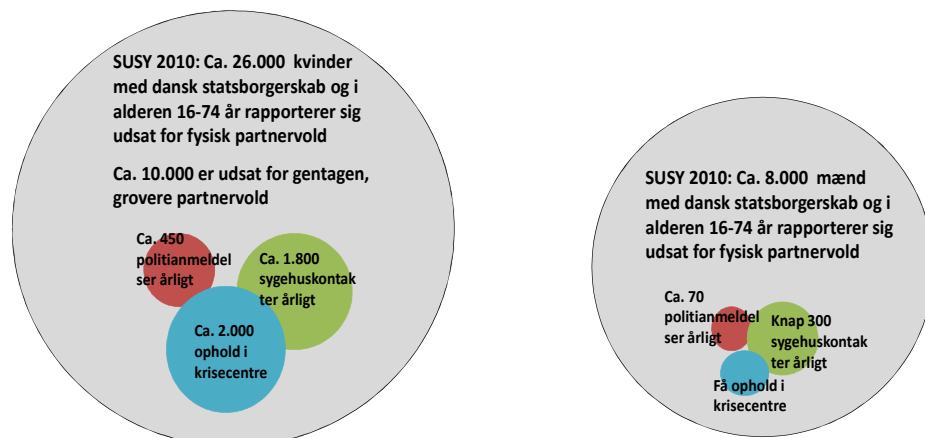 SUSY 2010: Ca. 26.000 kvinder
med dansk statsborgerskab og i
alderen 16-74 år rapporterer sig
udsat for fysisk partnervold
Ca. 10.000 er udsat for gentagen,
grovere partnervold
Ca. 450
politianmeldel
ser årligt
Ca. 1.800
sygehuskontak
ter årligt
Ca. 2.000
ophold i
krisecentre
SUSY 2010: Ca. 8.000 mænd
med dansk statsborgerskab og i
alderen 16-74 år rapporterer sig
udsat for fysisk partnervold
Ca. 70
politianmeldel
ser årligt
Knap 300
sygehuskontak
ter årligt
Få ophold i
krisecentre